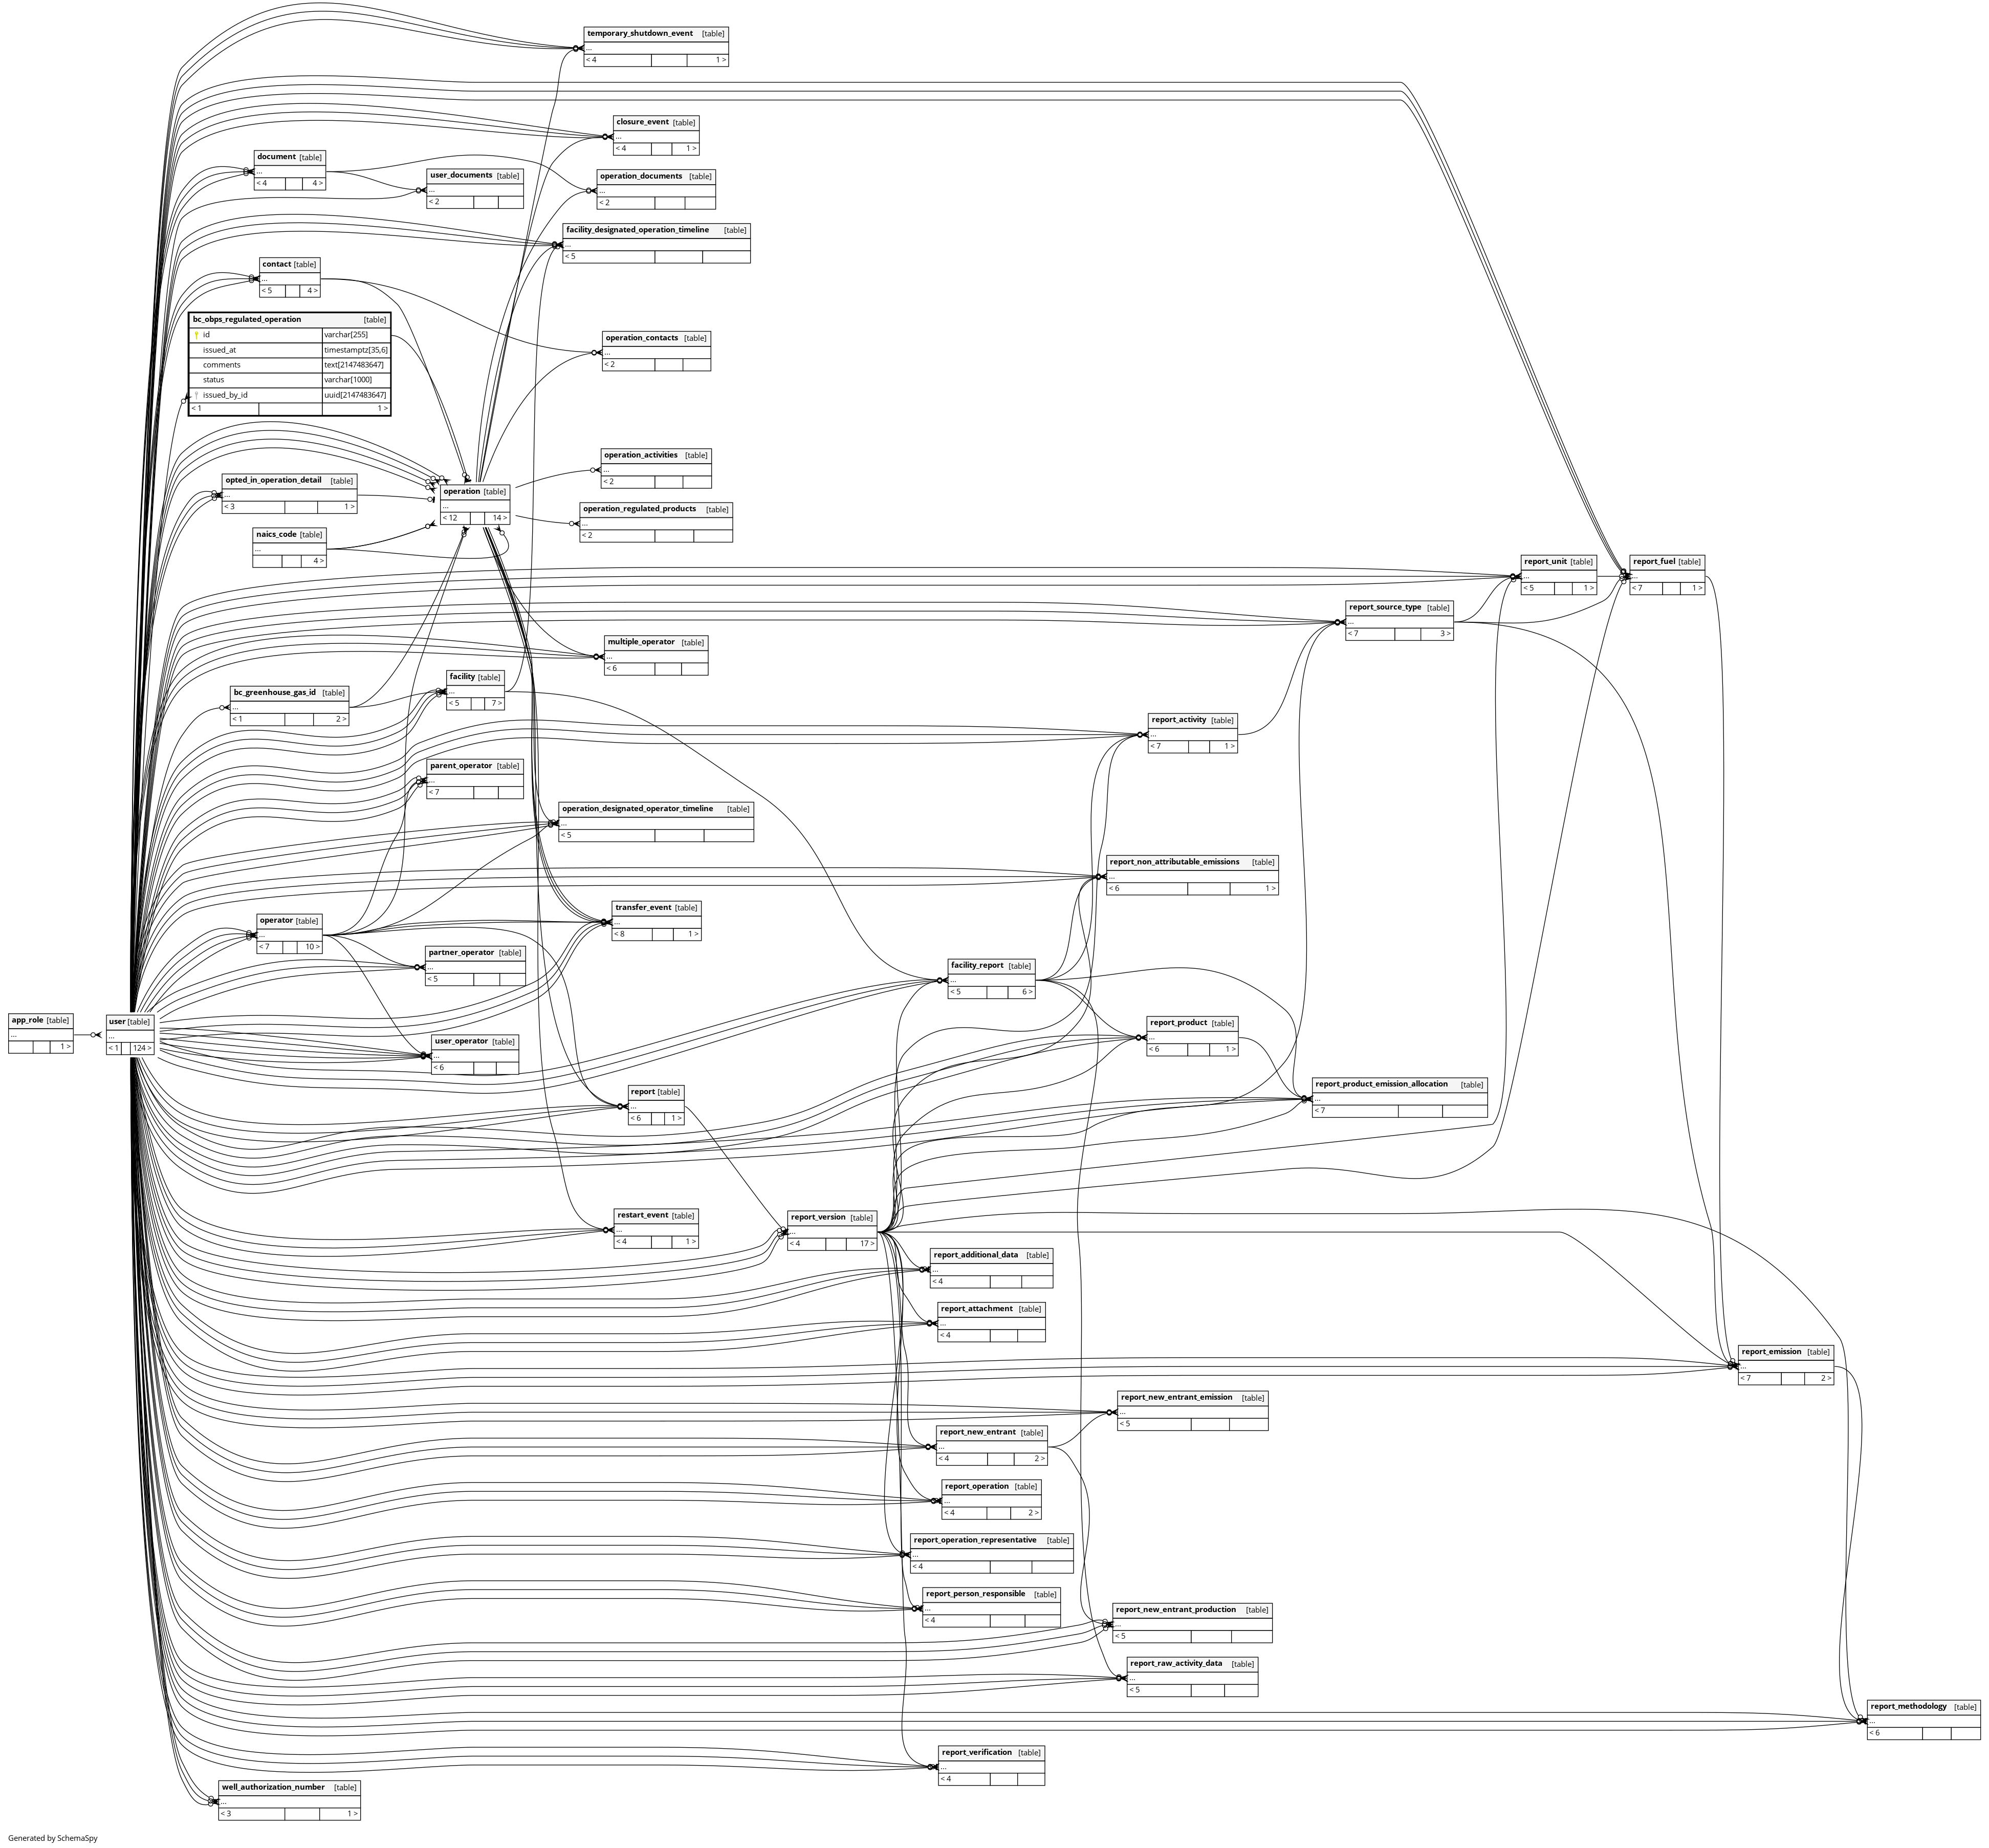 temporary_shutdown_event [table]
...
< 4 1 >
closure_event [table]
...
< 4 1 >
document [table]
...
< 4 4 >
user_documents [table]
...
< 2
operation_documents [table]
...
< 2
facility_designated_operation_timeline [table]
...
< 5
contact [table]
...
< 5 4 >
bc_obps_regulated_operation [table]
id varchar[255]
issued_at timestamptz[35,6]
comments text[2147483647]
status varchar[1000]
issued_by_id uuid[2147483647]
< 1 1 >
operation_contacts [table]
...
< 2
operation_activities [table]
...
< 2
opted_in_operation_detail [table]
...
< 3 1 >
operation [table]
...
< 12 14 >
operation_regulated_products [table]
...
< 2
naics_code [table]
...
4 >
report_unit [table]
...
< 5 1 >
report_fuel [table]
...
< 7 1 >
report_source_type [table]
...
< 7 3 >
multiple_operator [table]
...
< 6
facility [table]
...
< 5 7 >
bc_greenhouse_gas_id [table]
...
< 1 2 >
report_activity [table]
...
< 7 1 >
parent_operator [table]
...
< 7
operation_designated_operator_timeline [table]
...
< 5
report_non_attributable_emissions [table]
...
< 6 1 >
operator [table]
...
< 7 10 >
transfer_event [table]
...
< 8 1 >
partner_operator [table]
...
< 5
facility_report [table]
...
< 5 6 >
app_role [table]
...
1 >
user [table]
...
< 1 124 >
user_operator [table]
...
< 6
report_product [table]
...
< 6 1 >
report_product_emission_allocation [table]
...
< 7
report [table]
...
< 6 1 >
restart_event [table]
...
< 4 1 >
report_version [table]
...
< 4 17 >
report_additional_data [table]
...
< 4
report_attachment [table]
...
< 4
report_emission [table]
...
< 7 2 >
report_new_entrant_emission [table]
...
< 5
report_new_entrant [table]
...
< 4 2 >
report_operation [table]
...
< 4 2 >
report_operation_representative [table]
...
< 4
report_person_responsible [table]
...
< 4
report_new_entrant_production [table]
...
< 5
report_raw_activity_data [table]
...
< 5
report_methodology [table]
...
< 6
report_verification [table]
...
< 4
well_authorization_number [table]
...
< 3 1 >
Generated by SchemaSpy